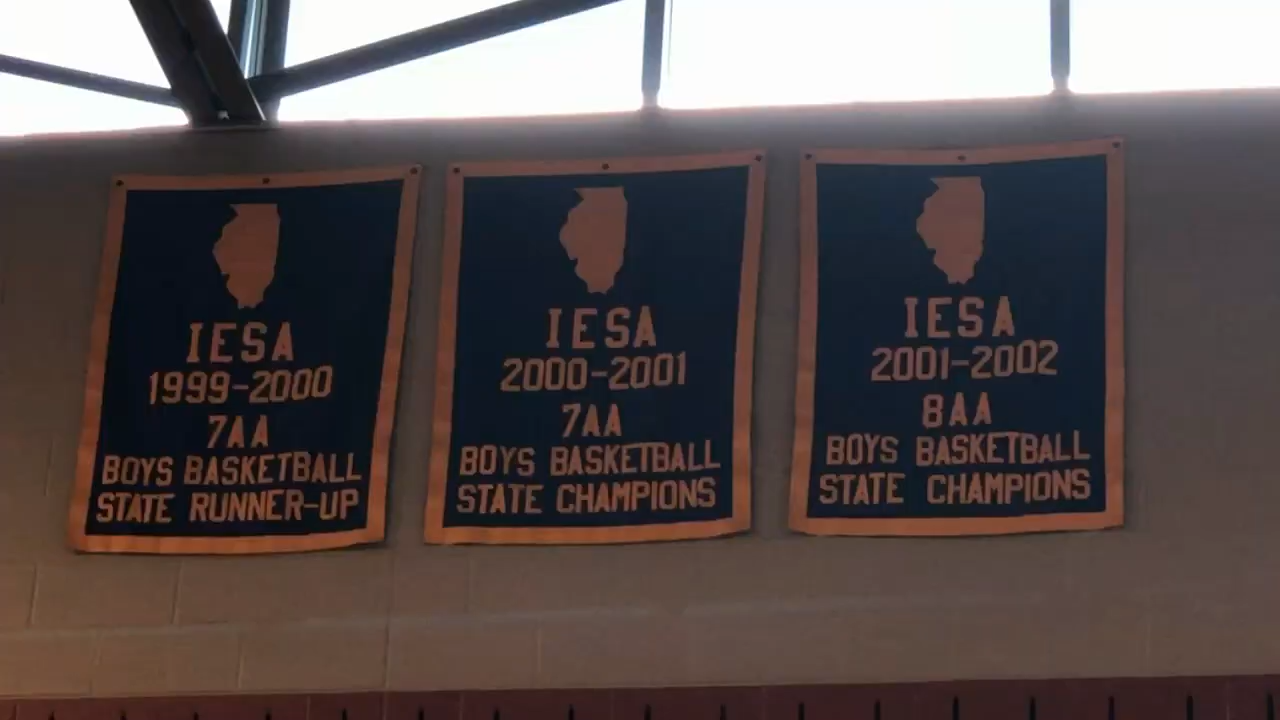 IESA
1999-2000
7AA
BOYS BASKETBALL
STATE RUNNER-UP
IESA
2000-2001
7AA
BOYS BASKETBALL
STATE CHAMPIONS
IESA
2001-2002
8AA
BOYS BASKETBALL
STATE CHAMPIONS